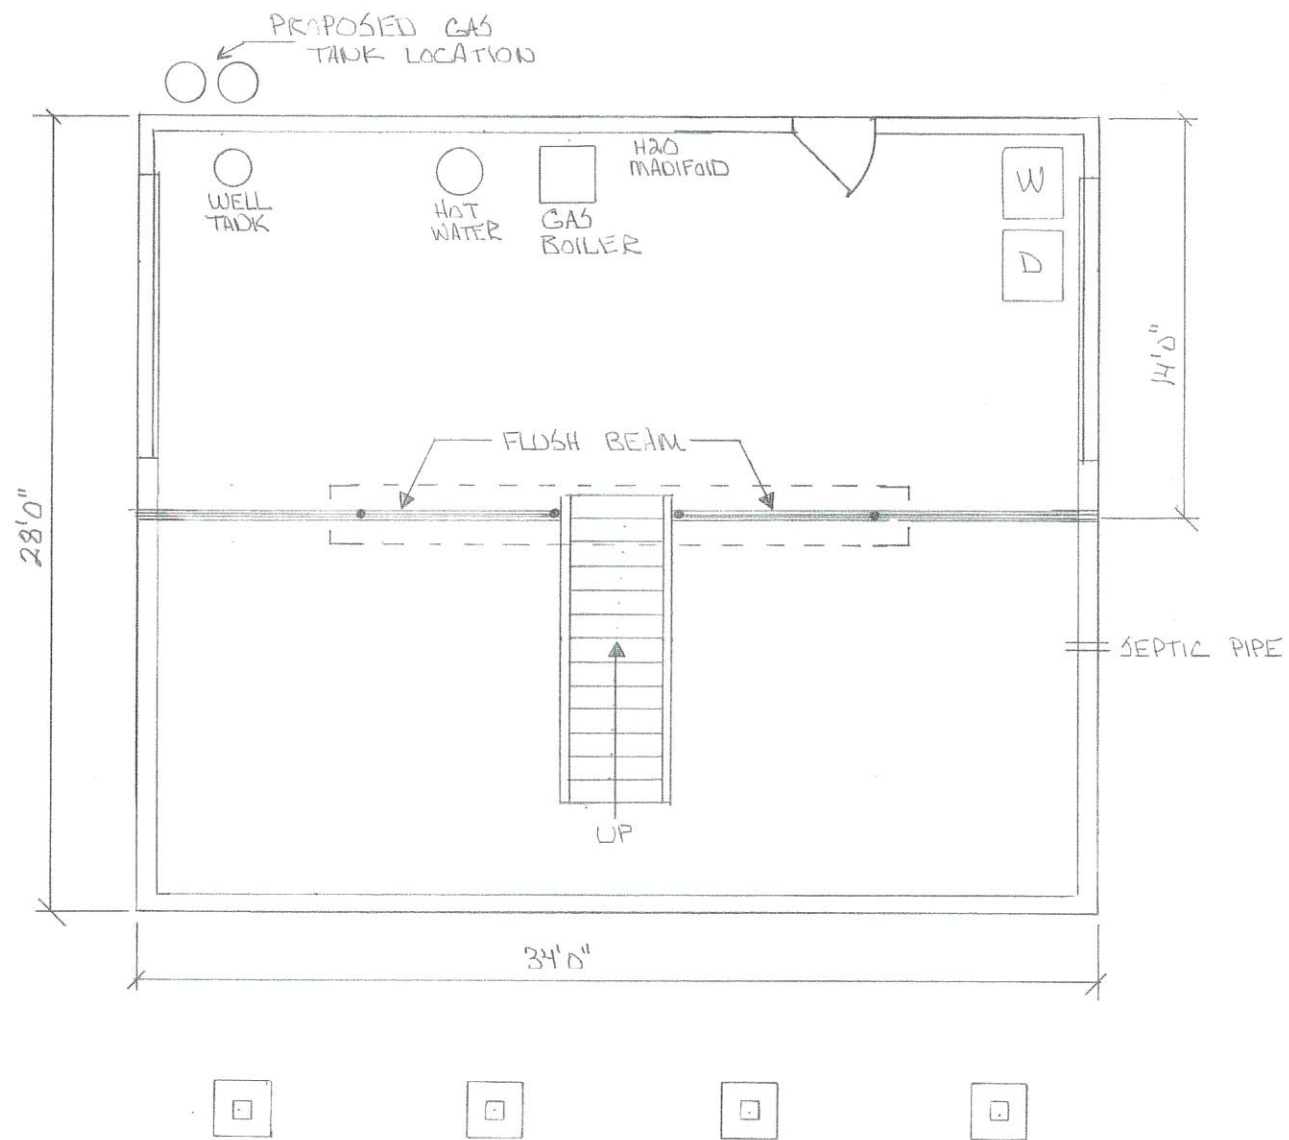 PROPOSED GAS
TANK LOCATION
WELL
TANK
HOT
WATER
GAS
BOILER
H2O
MADIFOLD
W
D
14'0"
FLUSH BEAM
28'0"
SEPTIC PIPE
UP
34'0"